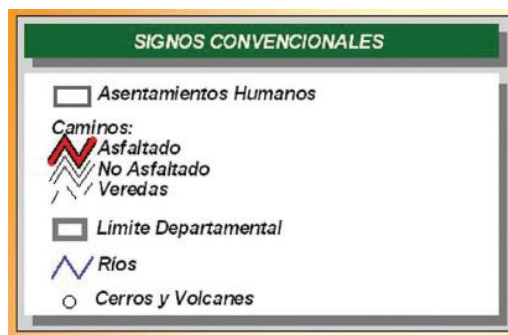 SIGNOS CONVENCIONALES
Asentamientos Humanos
Caminos:
Asfaltado
No Asfaltado
Veredas
Límite Departamental
Ríos
Cerros y Volcanes